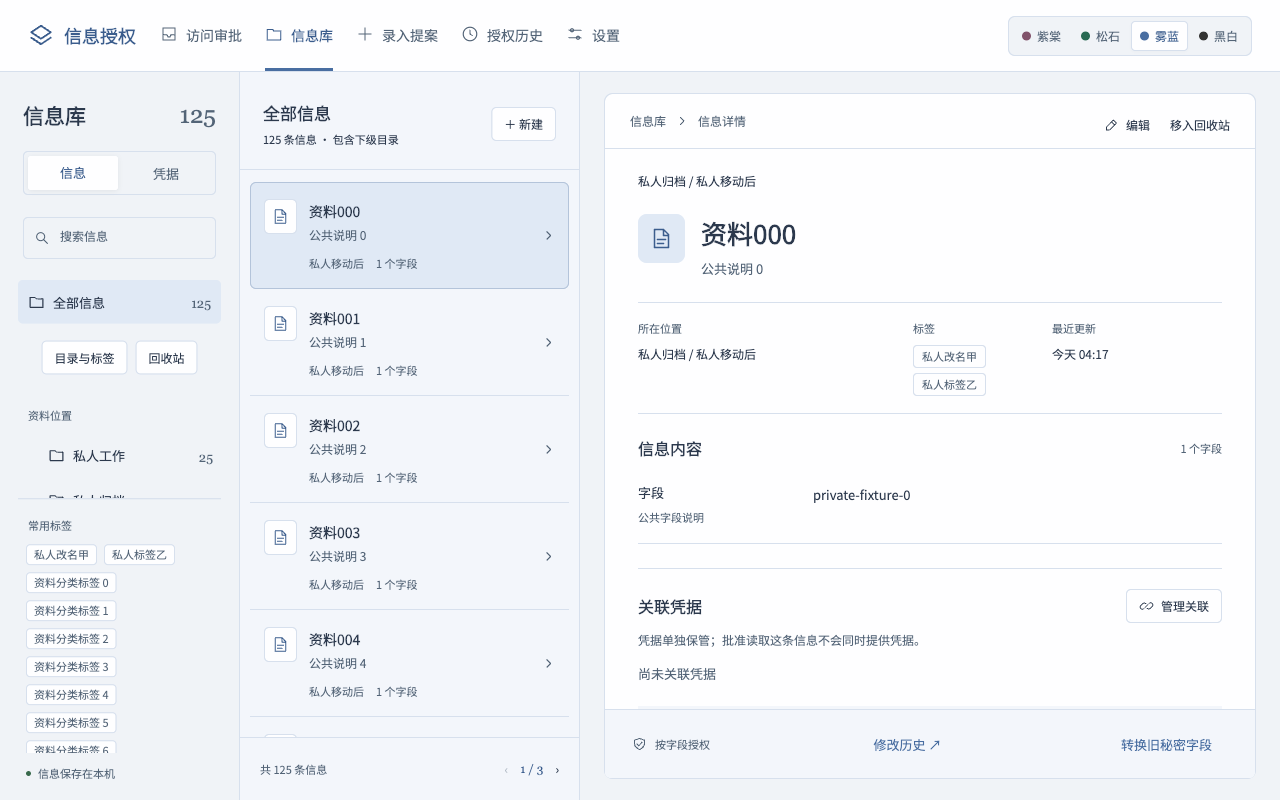 信息授权
访问审批
信息库
录入提案
授权历史
设置
紫棠
松石
雾蓝
黑白
信息库 125
信息 凭据
搜索信息
全部信息 125
目录与标签 回收站
资料位置
私人工作 25
私人归档
常用标签
私人改名甲 私人标签乙
资料分类标签 0
资料分类标签 1
资料分类标签 2
资料分类标签 3
资料分类标签 4
资料分类标签 5
资料分类标签 6
信息保存在本机
全部信息
125 条信息 · 包含下级目录
+ 新建
资料000
公共说明 0
私人移动后 1 个字段
资料001
公共说明 1
私人移动后 1 个字段
资料002
公共说明 2
私人移动后 1 个字段
资料003
公共说明 3
私人移动后 1 个字段
资料004
公共说明 4
私人移动后 1 个字段
共 125 条信息 ‹ 1 / 3 ›
信息库 > 信息详情
编辑 移入回收站
私人归档 / 私人移动后
资料000
公共说明 0
所在位置
私人归档 / 私人移动后
标签
私人改名甲
私人标签乙
最近更新
今天 04:17
信息内容 1 个字段
字段 private-fixture-0
公共字段说明
关联凭据 管理关联
凭据单独保管；批准读取这条信息不会同时提供凭据。
尚未关联凭据
按字段授权 修改历史 ↗ 转换旧秘密字段